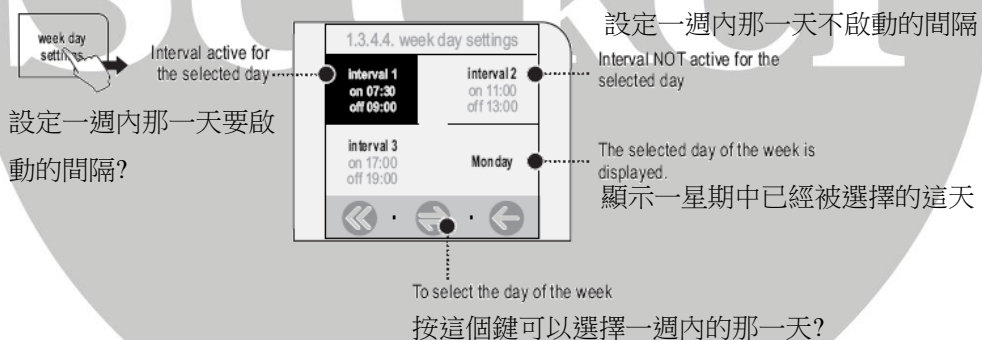 week day
settings
Interval active for
the selected day
設定一週內那一天要啟
動的間隔?
1.3.4.4. week day settings
interval 1
on 07:30
off 09:00
interval 2
on 11:00
off 13:00
interval 3
on 17:00
off 19:00
Monday
設定一週內那一天不啟動的間隔
Interval NOT active for the
selected day
The selected day of the week is
displayed.
顯示一星期中已經被選擇的這天
To select the day of the week
按這個鍵可以選擇一週內的那一天?